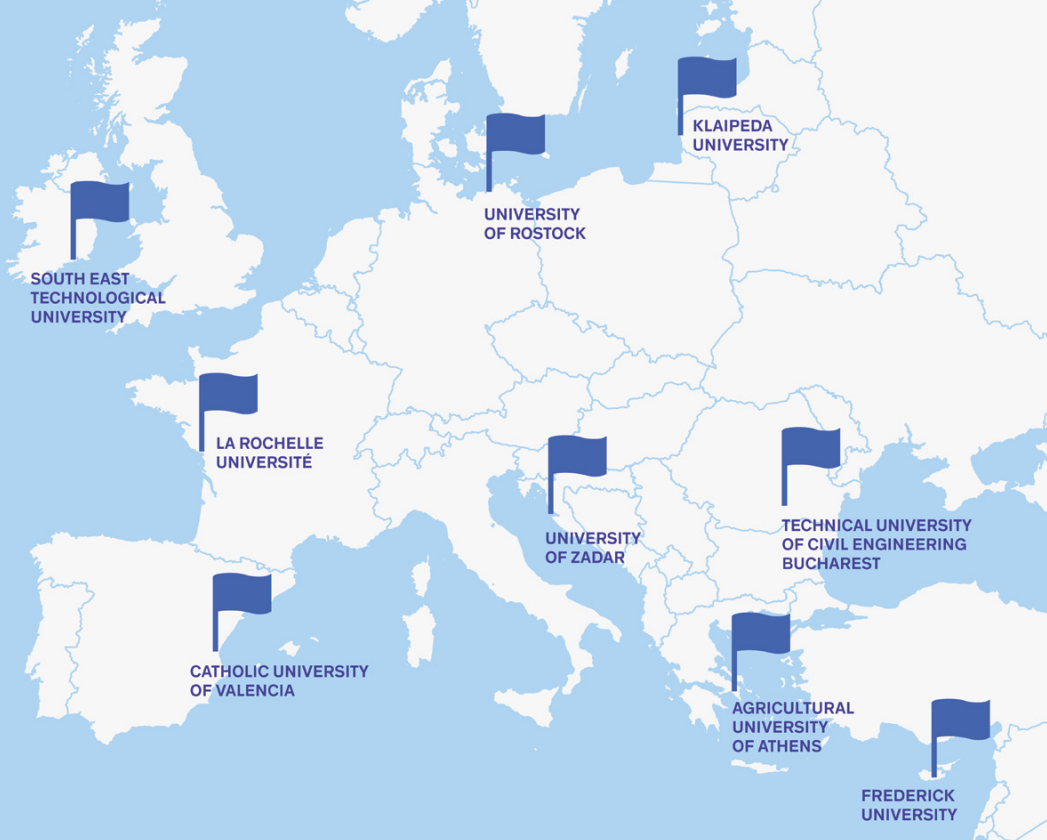 KLAIPEDA
UNIVERSITY
UNIVERSITY
OF ROSTOCK
SOUTH EAST
TECHNOLOGICAL
UNIVERSITY
LA ROCHELLE
UNIVERSITÉ
UNIVERSITY
OF ZADAR
TECHNICAL UNIVERSITY
OF CIVIL ENGINEERING
BUCHAREST
CATHOLIC UNIVERSITY
OF VALENCIA
AGRICULTURAL
UNIVERSITY
OF ATHENS
FREDERICK
UNIVERSITY